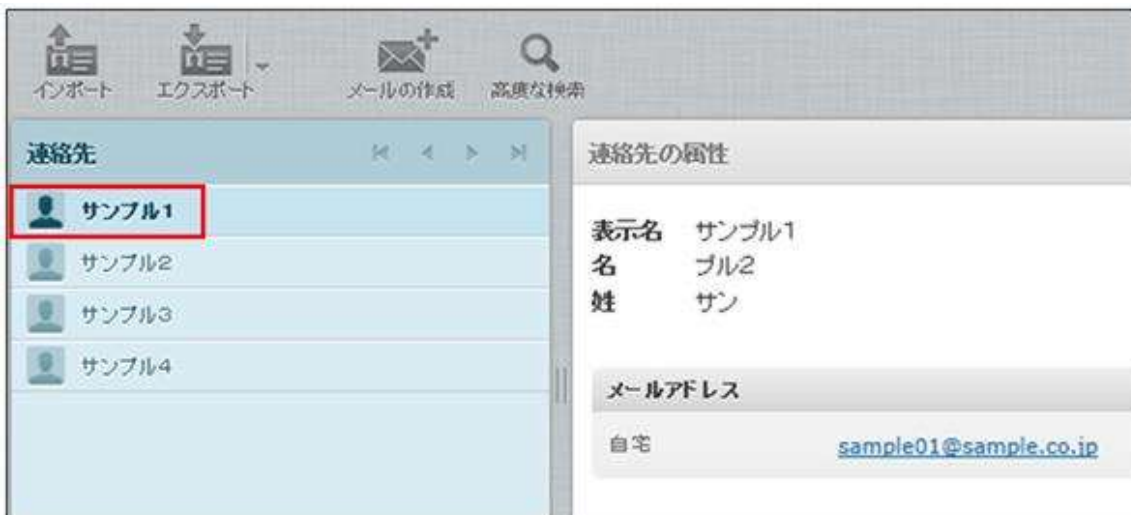 インポート エクスポート メールの作成 高度な検索
連絡先
サンプル1
サンプル2
サンプル3
サンプル4
連絡先の属性
表示名 サンプル1
名 プル2
姓 サン
メールアドレス
自宅 sample01@sample.co.jp